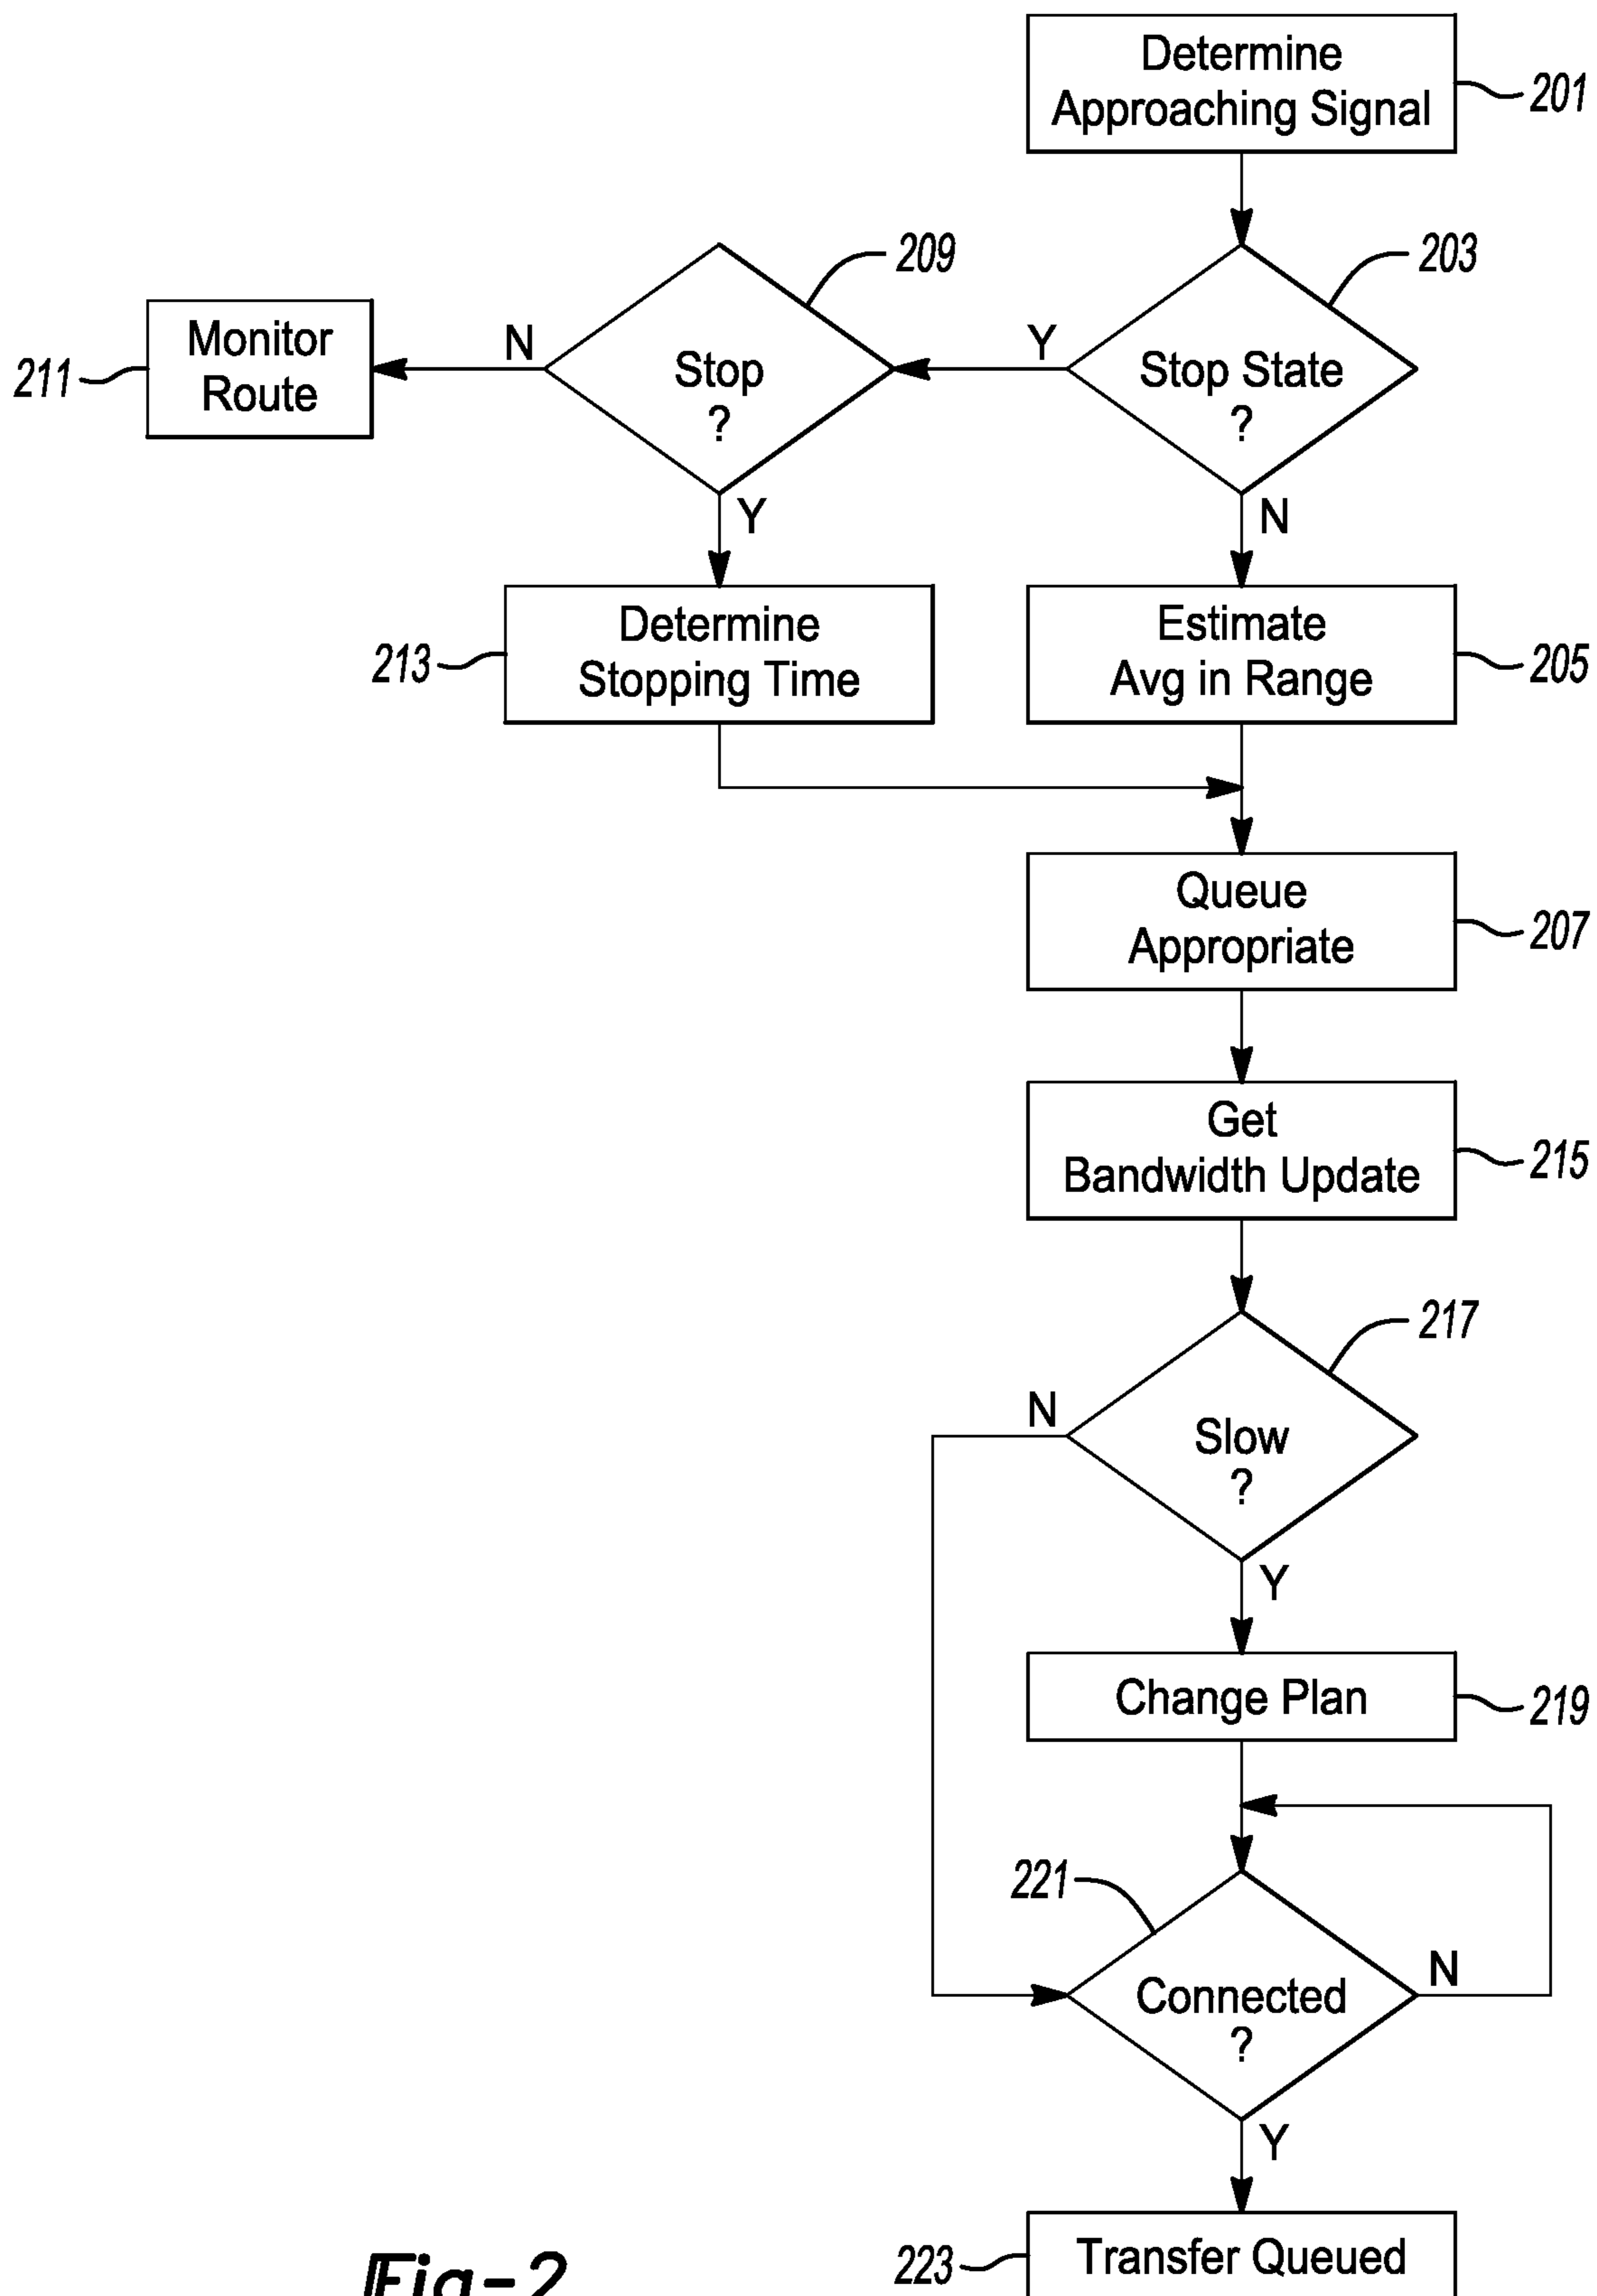 Determine
Approaching Signal
201
209
203
Monitor
Route
211
N
Stop
?
Y
Stop State
?
Y
N
Determine
Stopping Time
213
Estimate
Avg in Range
205
Queue
Appropriate
207
Get
Bandwidth Update
215
217
N
Slow
?
Y
Change Plan
219
221
Connected
?
N
Y
Transfer Queued
223
Fig-2